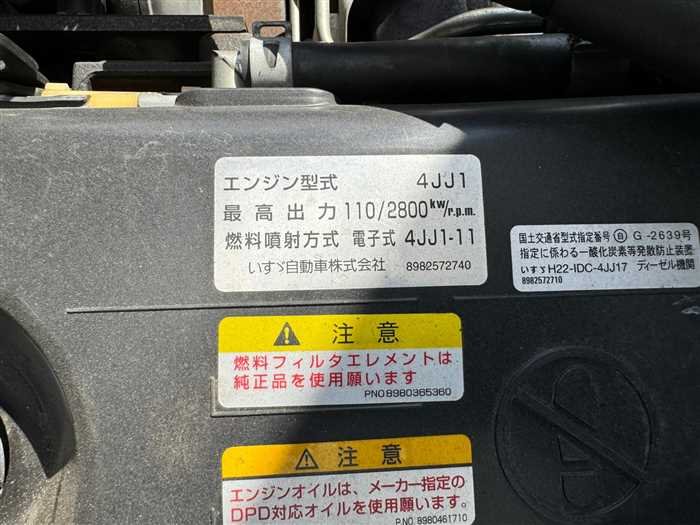 エンジン型式 4JJ1
最高出力 110/2800kw/r.p.m.
燃料噴射方式 電子式 4JJ1-11
いすゞ自動車株式会社 8982572740
国土交通省型式指定番号 自 G-2639号
指定に係わる一酸化炭素等発散防止装置
いすゞH22-IDC-4JJ17 ディーゼル機関
8982572710
注意
燃料フィルタエレメントは
純正品を使用願います
PNO8980365360
注意
エンジンオイルは、メーカー指定の
DPD対応オイルを使用願います。
P.NO. 8980461710